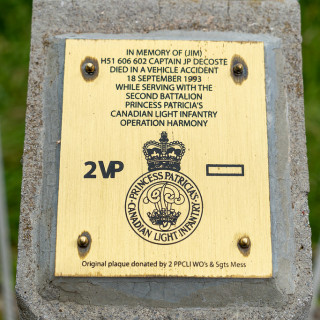 IN MEMORY OF (JIM)
H51 606 602 CAPTAIN JP DECOSTE
DIED IN A VEHICLE ACCIDENT
18 SEPTEMBER 1993
WHILE SERVING WITH THE
SECOND BATTALION
PRINCESS PATRICIA'S
CANADIAN LIGHT INFANTRY
OPERATION HARMONY
2VP
PRINCESS PATRICIA'S
CANADIAN LIGHT INFANTRY
Original plaque donated by 2 PPCLI WO's & Sgts Mess